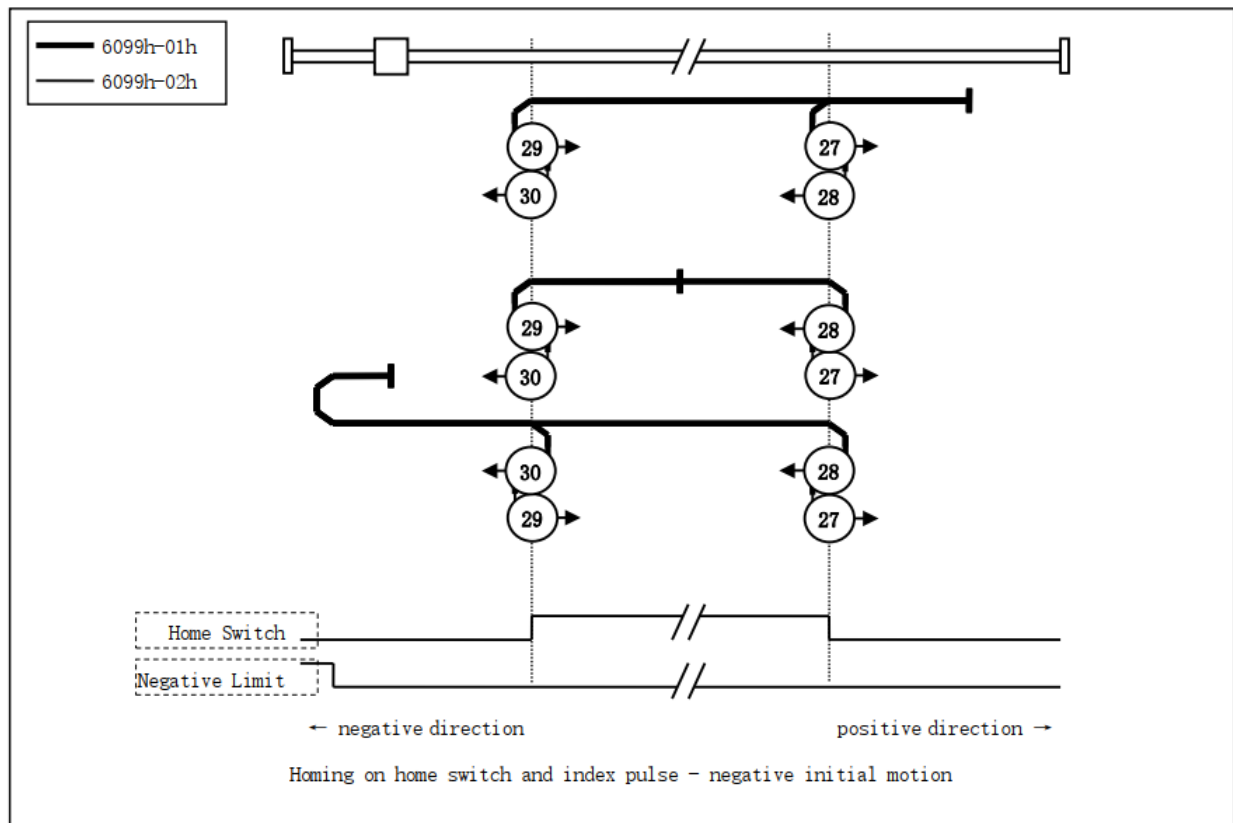 6099h-01h
6099h-02h
29
27
30
28
29
28
30
27
30
28
29
27
Home Switch
Negative Limit
← negative direction
positive direction →
Homing on home switch and index pulse - negative initial motion